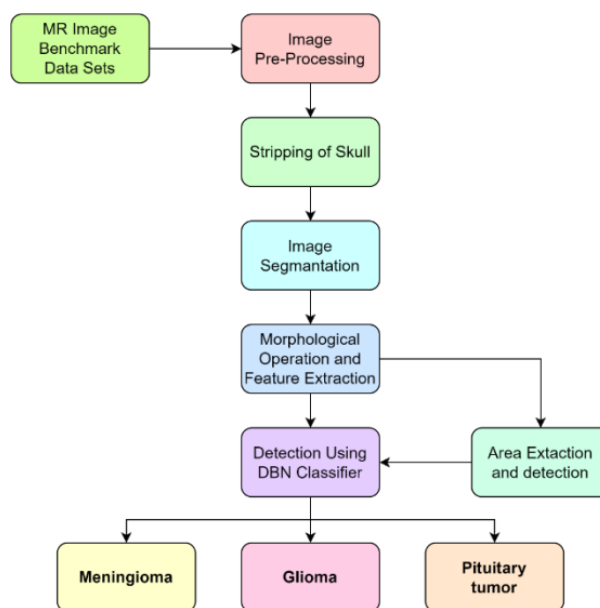 MR Image
Benchmark
Data Sets
Image
Pre-Processing
Stripping of Skull
Image
Segmantation
Morphological
Operation and
Feature Extraction
Detection Using
DBN Classifier
Area Extaction
and detection
Meningioma
Glioma
Pituitary
tumor